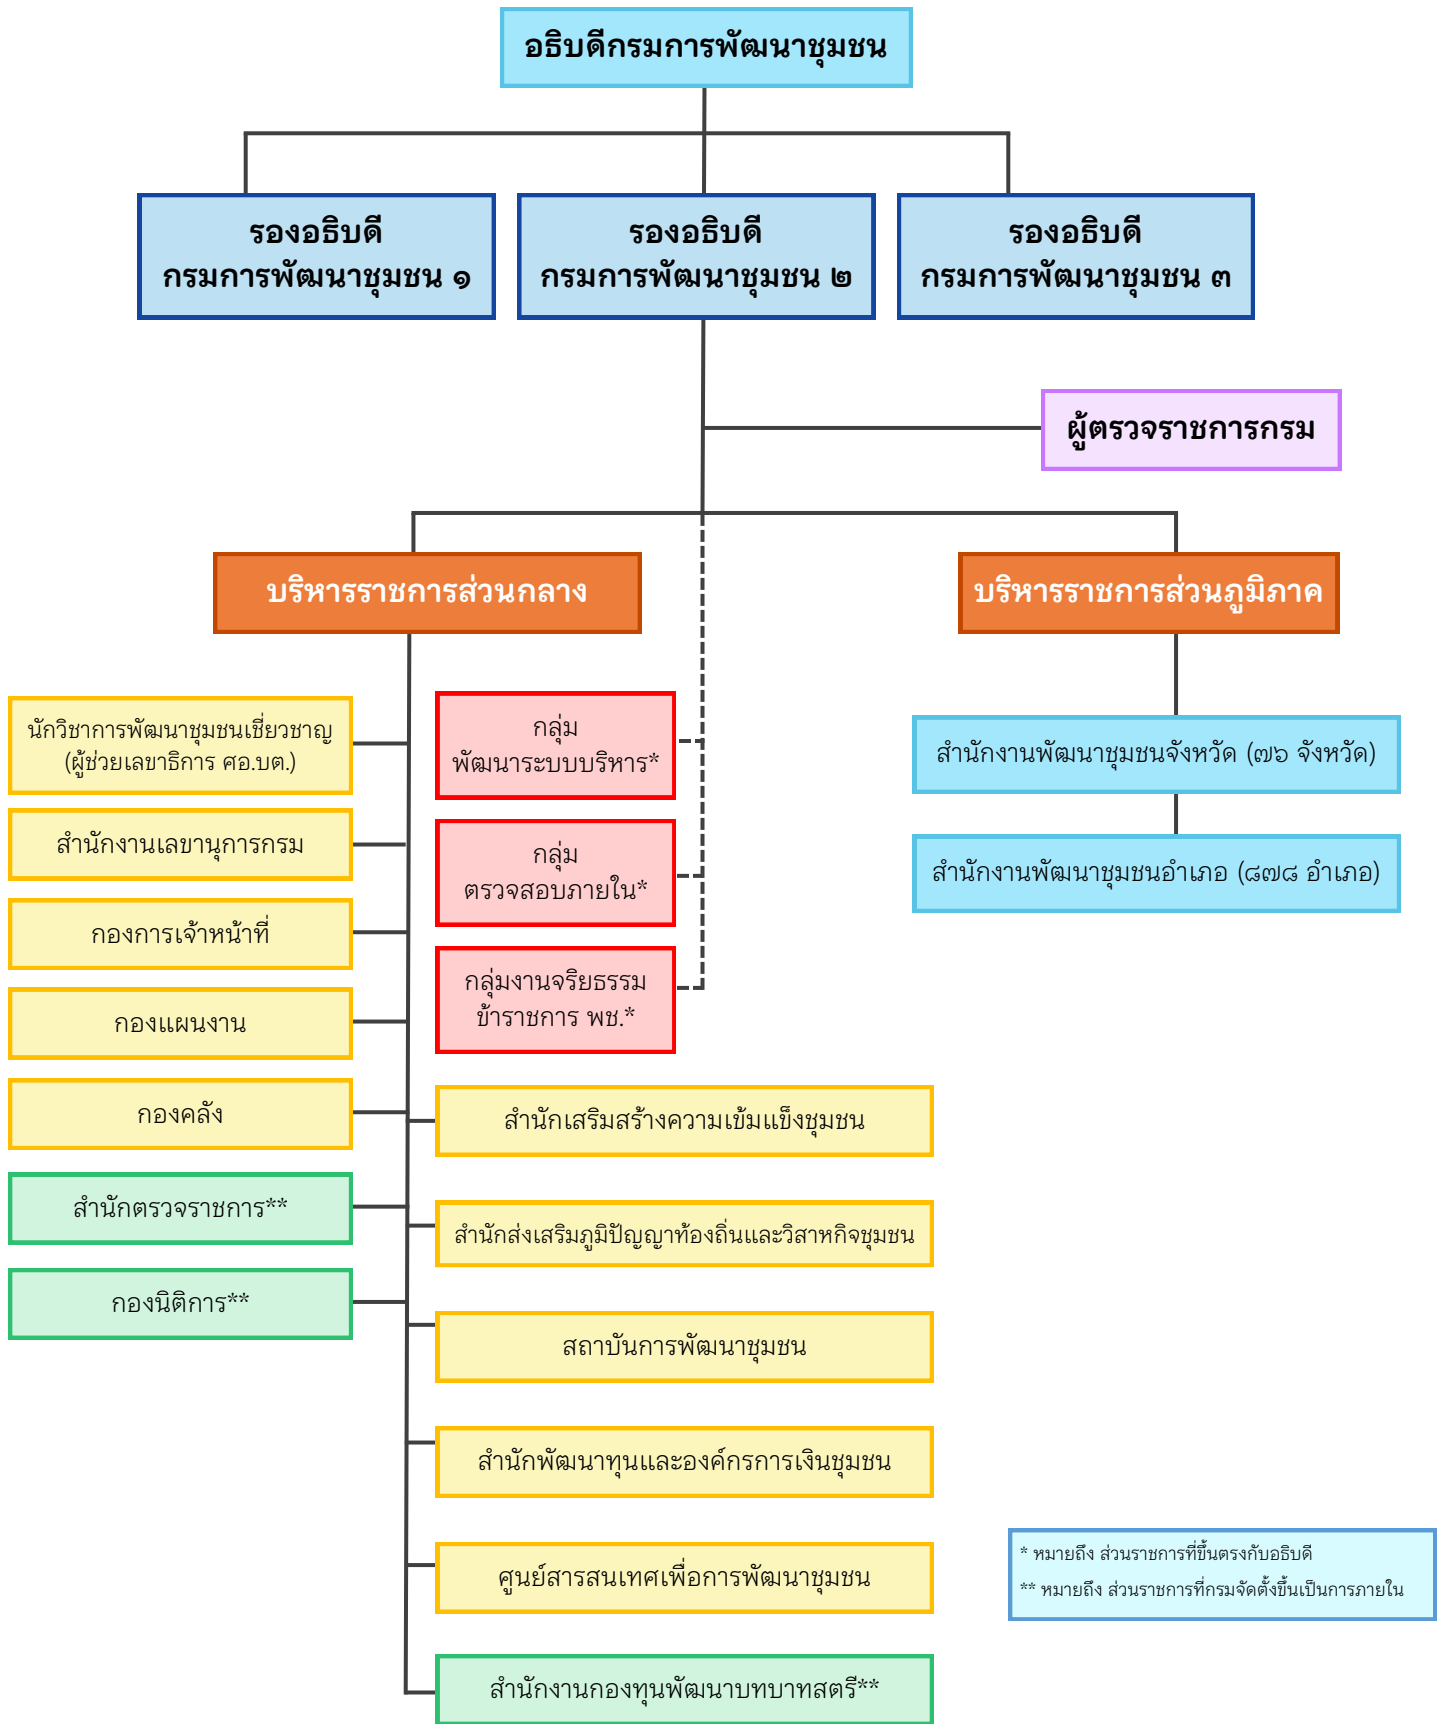 อธิบดีกรมการพัฒนาชุมชน
รองอธิบดี
กรมการพัฒนาชุมชน ๑
รองอธิบดี
กรมการพัฒนาชุมชน ๒
รองอธิบดี
กรมการพัฒนาชุมชน ๓
ผู้ตรวจราชการกรม
บริหารราชการส่วนกลาง
บริหารราชการส่วนภูมิภาค
นักวิชาการพัฒนาชุมชนเชี่ยวชาญ
(ผู้ช่วยเลขาธิการ ศอ.บต.)
สำนักงานเลขานุการกรม
กองการเจ้าหน้าที่
กองแผนงาน
กองคลัง
สำนักตรวจราชการ**
กองนิติการ**
กลุ่ม
พัฒนาระบบบริหาร*
กลุ่ม
ตรวจสอบภายใน*
กลุ่มงานจริยธรรม
ข้าราชการ พช.*
สำนักเสริมสร้างความเข้มแข็งชุมชน
สำนักส่งเสริมภูมิปัญญาท้องถิ่นและวิสาหกิจชุมชน
สถาบันการพัฒนาชุมชน
สำนักพัฒนาทุนและองค์กรการเงินชุมชน
ศูนย์สารสนเทศเพื่อการพัฒนาชุมชน
สำนักงานกองทุนพัฒนาบทบาทสตรี**
สำนักงานพัฒนาชุมชนจังหวัด (๗๖ จังหวัด)
สำนักงานพัฒนาชุมชนอำเภอ (๘๗๘ อำเภอ)
* หมายถึง ส่วนราชการที่ขึ้นตรงกับอธิบดี
** หมายถึง ส่วนราชการที่กรมจัดตั้งขึ้นเป็นการภายใน